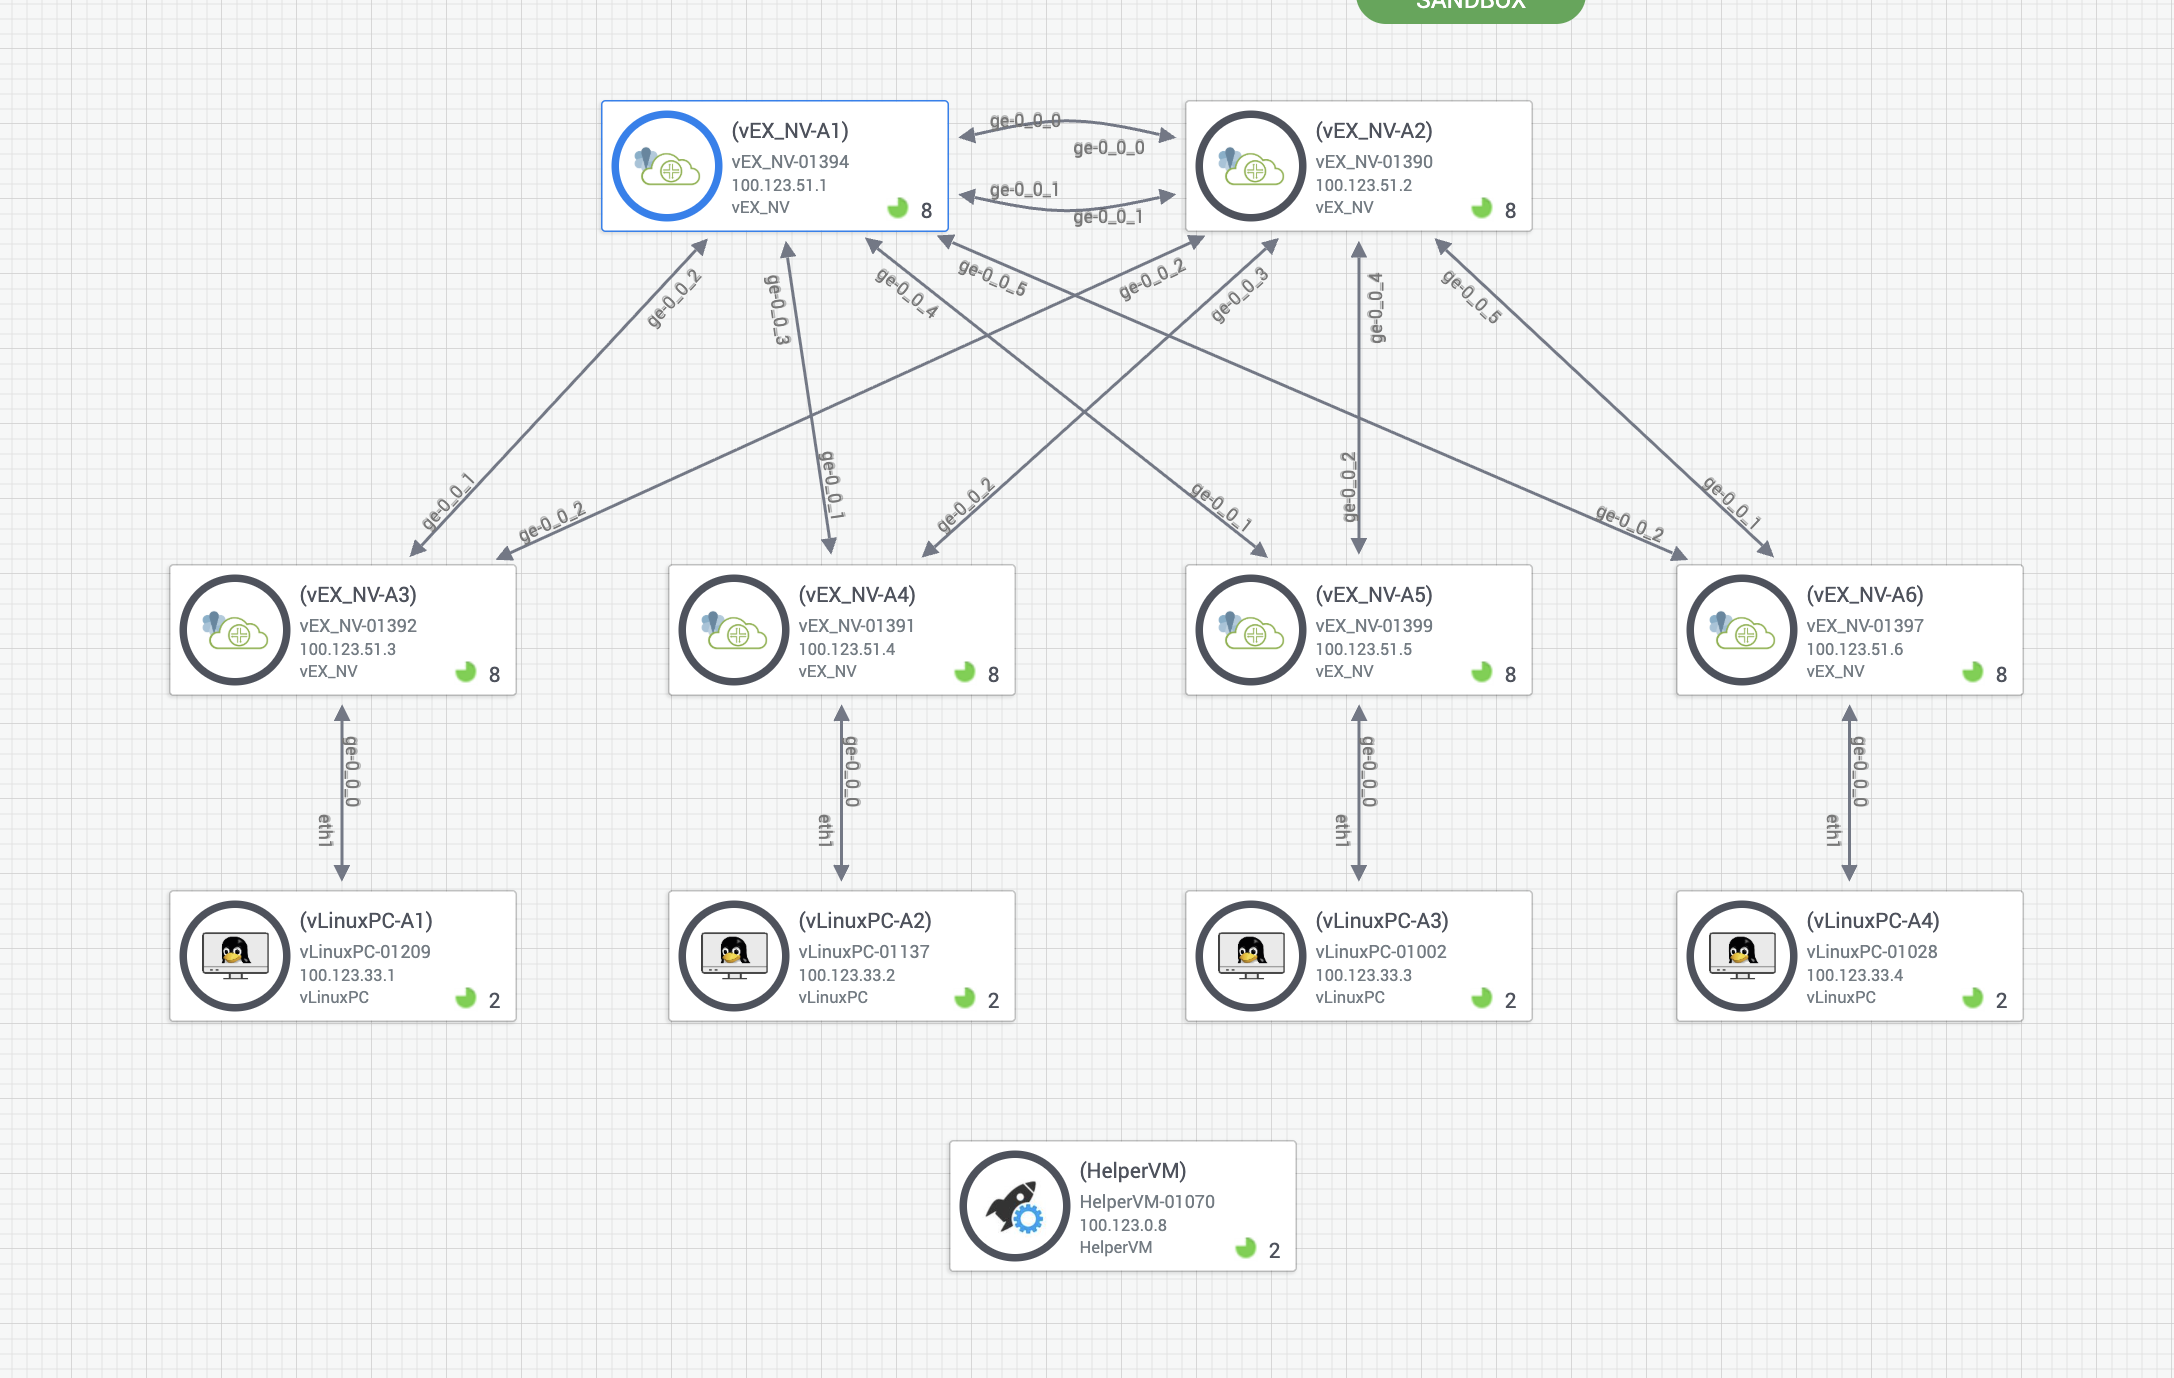 SANDBOX
(vEX_NV-A1)
vEX_NV-01394
100.123.51.1
vEX_NV
8
ge-0_0_0
ge-0_0_0
ge-0_0_1
ge-0_0_1
(vEX_NV-A2)
vEX_NV-01390
100.123.51.2
vEX_NV
8
ge-0_0_2
ge-0_0_3
ge-0_0_4
ge-0_0_5
ge-0_0_2
ge-0_0_3
ge-0_0_4
ge-0_0_5
ge-0_0_1
ge-0_0_2
ge-0_0_1
ge-0_0_2
ge-0_0_1
ge-0_0_2
ge-0_0_2
ge-0_0_1
(vEX_NV-A3)
vEX_NV-01392
100.123.51.3
vEX_NV
8
(vEX_NV-A4)
vEX_NV-01391
100.123.51.4
vEX_NV
8
(vEX_NV-A5)
vEX_NV-01399
100.123.51.5
vEX_NV
8
(vEX_NV-A6)
vEX_NV-01397
100.123.51.6
vEX_NV
8
ge-0_0_0
eth1
ge-0_0_0
eth1
ge-0_0_0
eth1
ge-0_0_0
eth1
(vLinuxPC-A1)
vLinuxPC-01209
100.123.33.1
vLinuxPC
2
(vLinuxPC-A2)
vLinuxPC-01137
100.123.33.2
vLinuxPC
2
(vLinuxPC-A3)
vLinuxPC-01002
100.123.33.3
vLinuxPC
2
(vLinuxPC-A4)
vLinuxPC-01028
100.123.33.4
vLinuxPC
2
(HelperVM)
HelperVM-01070
100.123.0.8
HelperVM
2